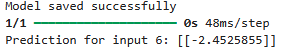 Model saved successfully
1/1 ━━━━━━━━━━━━━━━━━━━━ 0s 48ms/step
Prediction for input 6: [[-2.4525855]]